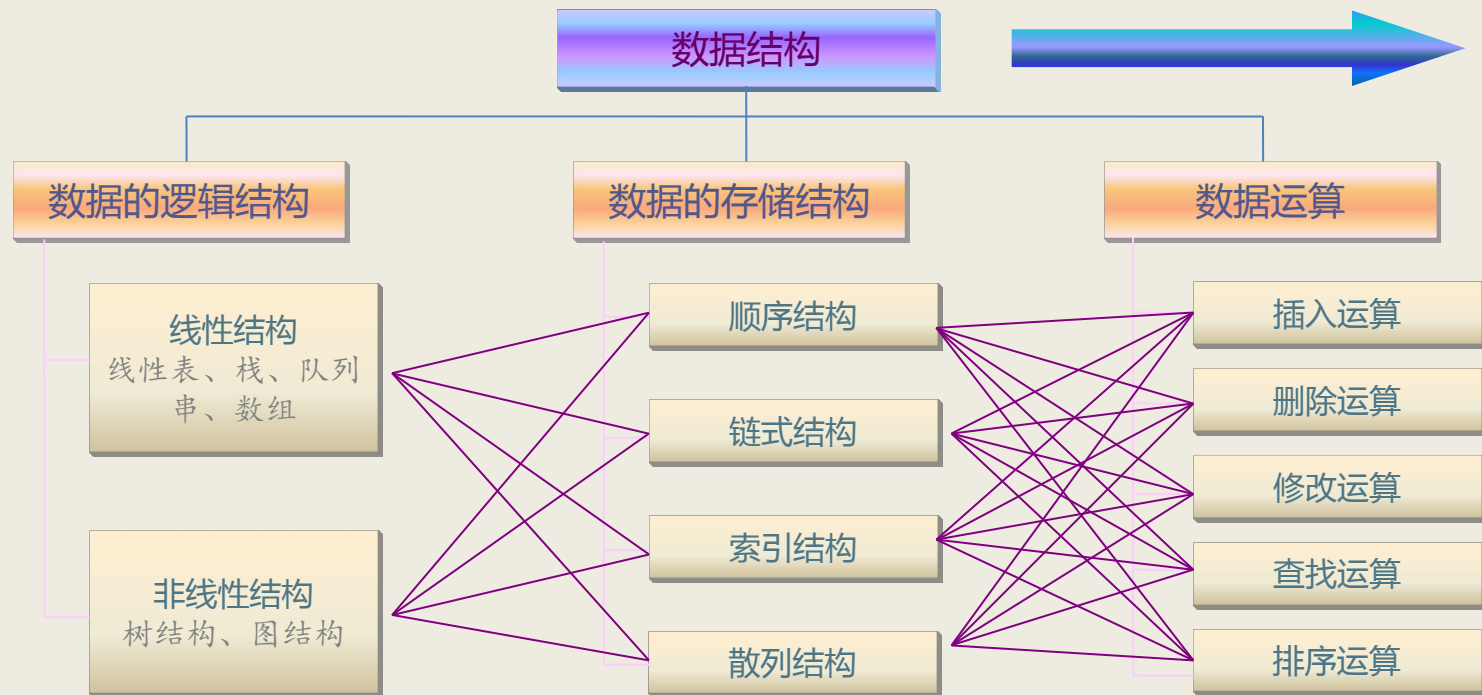 数据结构
数据的逻辑结构
数据的存储结构
数据运算
线性结构
线性表、栈、队列
串、数组
非线性结构
树结构、图结构
顺序结构
链式结构
索引结构
散列结构
插入运算
删除运算
修改运算
查找运算
排序运算